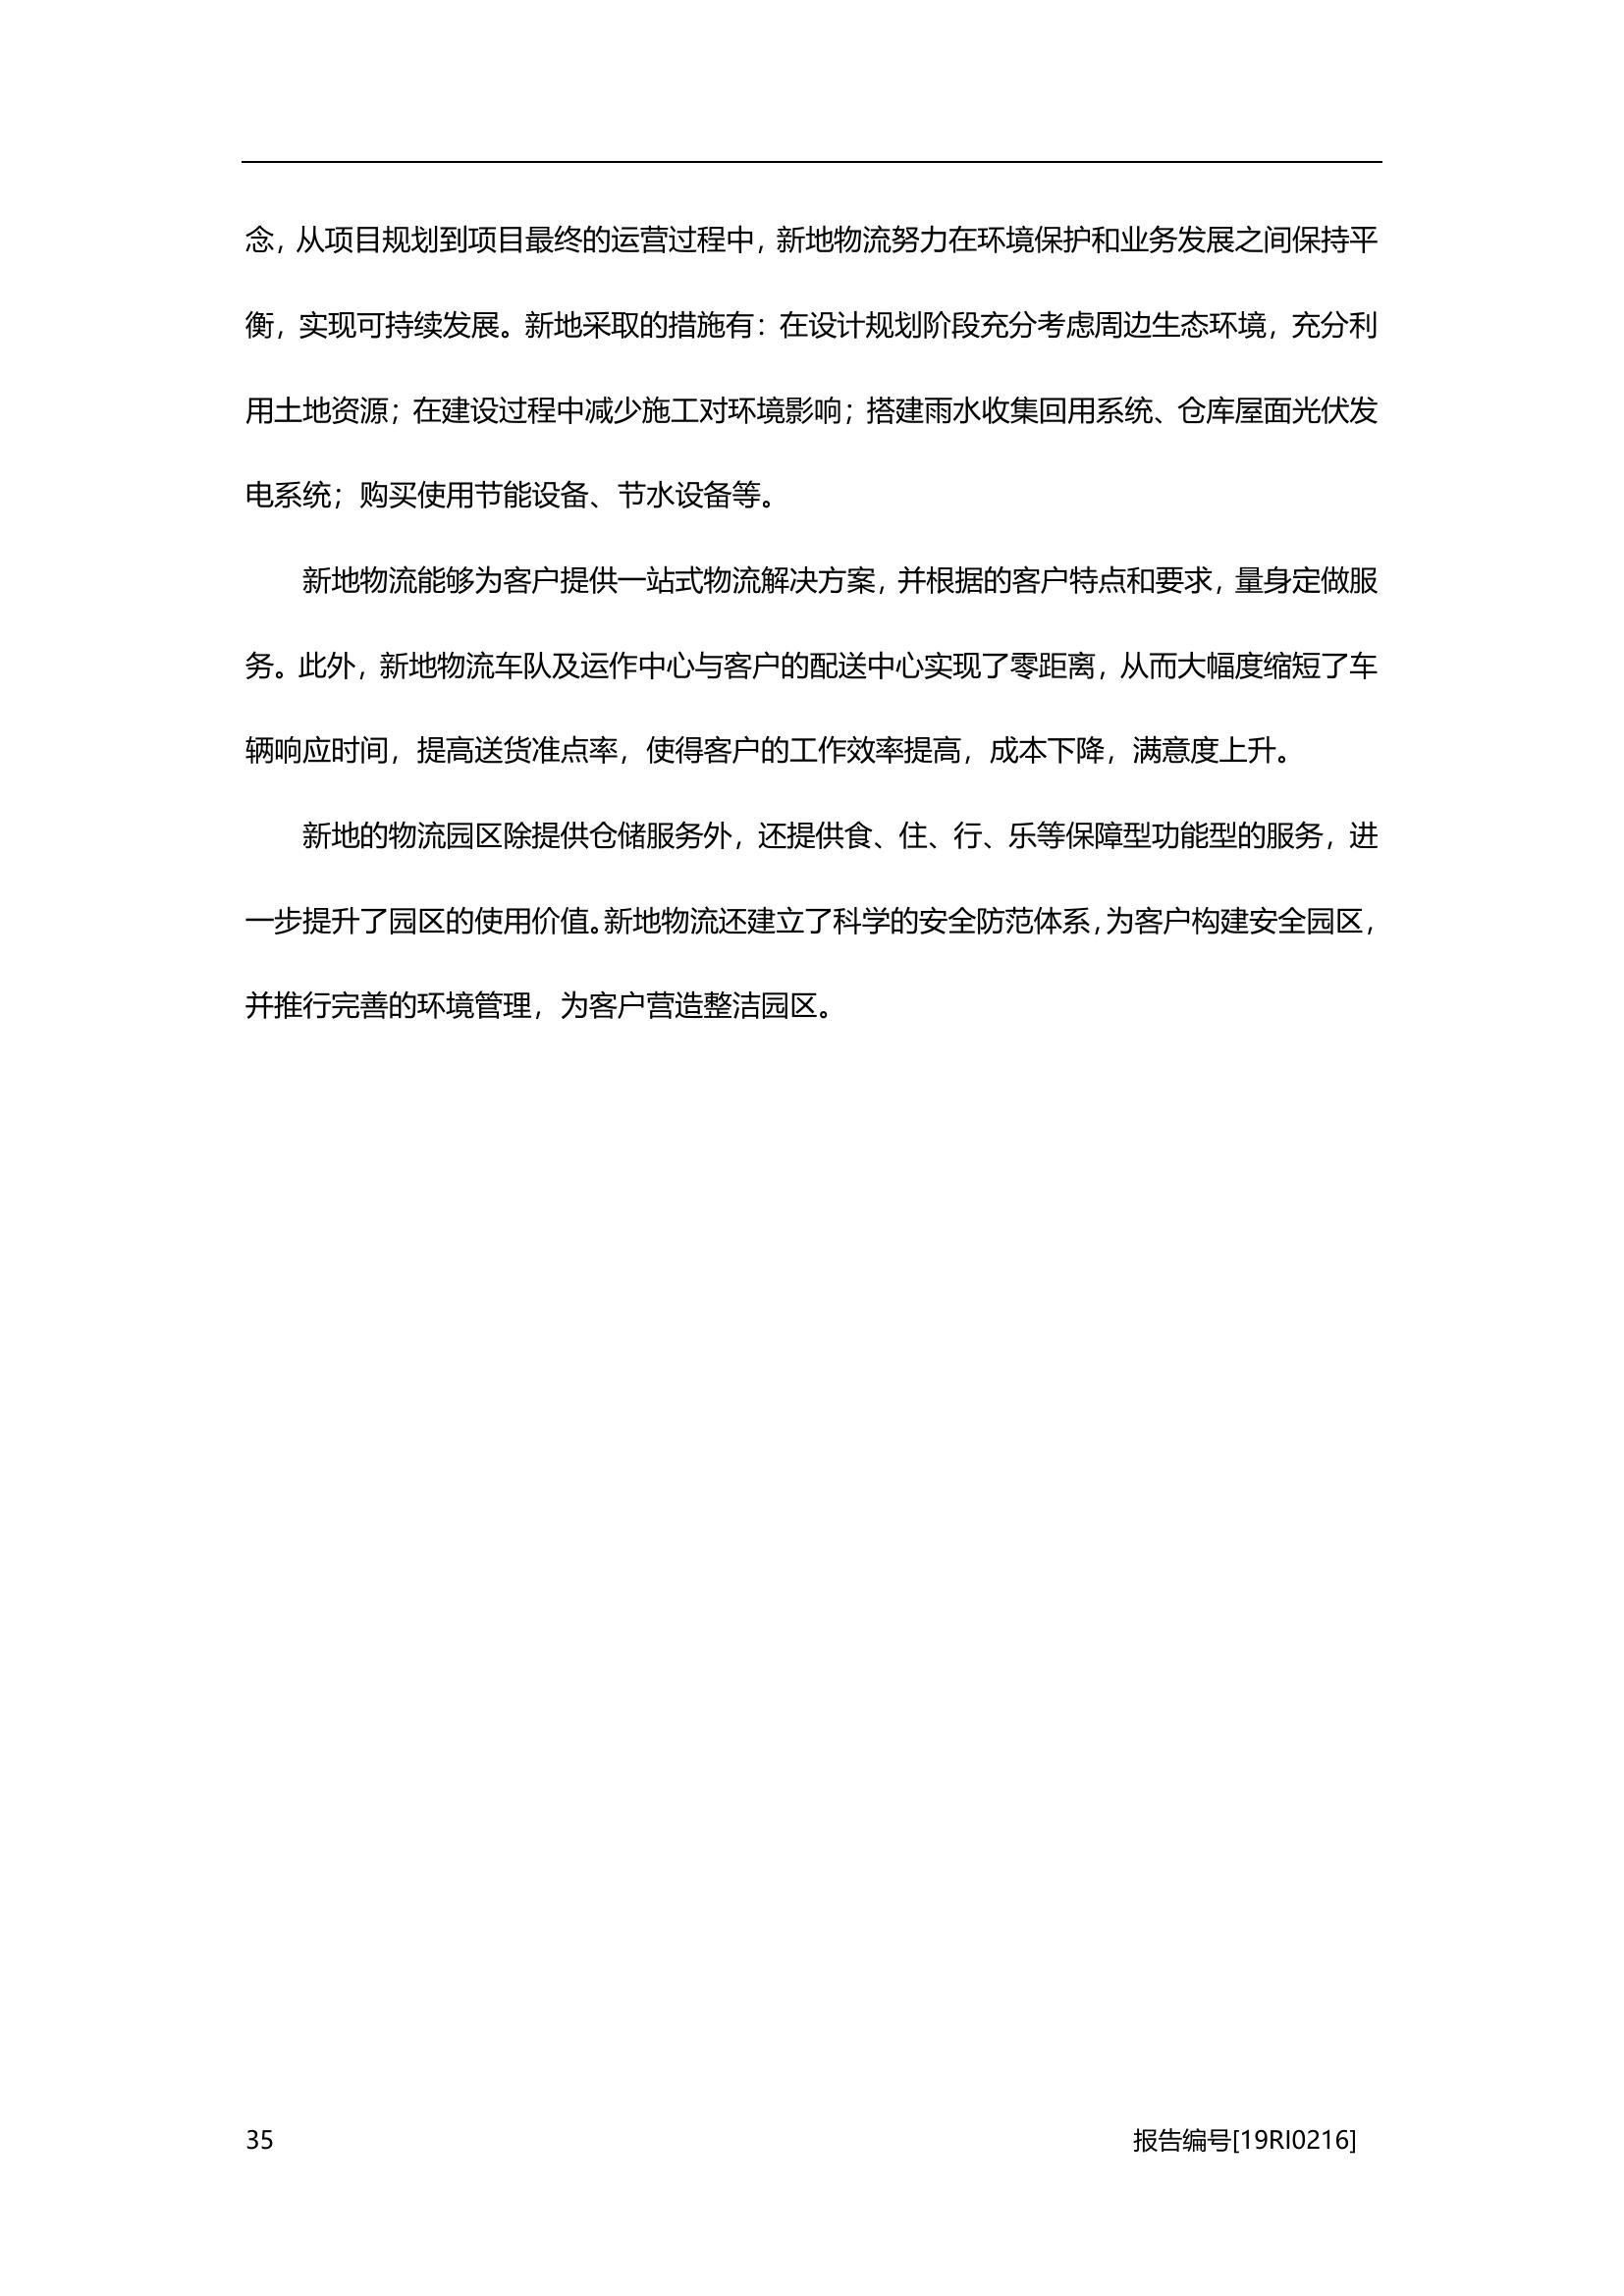 念，从项目规划到项目最终的运营过程中，新地物流努力在环境保护和业务发展之间保持平
衡，实现可持续发展。新地采取的措施有：在设计规划阶段充分考虑周边生态环境，充分利
用土地资源；在建设过程中减少施工对环境影响；搭建雨水收集回用系统、仓库屋面光伏发
电系统；购买使用节能设备、节水设备等。
新地物流能够为客户提供一站式物流解决方案，并根据的客户特点和要求，量身定做服
务。此外，新地物流车队及运作中心与客户的配送中心实现了零距离，从而大幅度缩短了车
辆响应时间，提高送货准点率，使得客户的工作效率提高，成本下降，满意度上升。
新地的物流园区除提供仓储服务外，还提供食、住、行、乐等保障型功能型的服务，进
一步提升了园区的使用价值。新地物流还建立了科学的安全防范体系，为客户构建安全园区，
并推行完善的环境管理，为客户营造整洁园区。
35 报告编号[19RI0216]